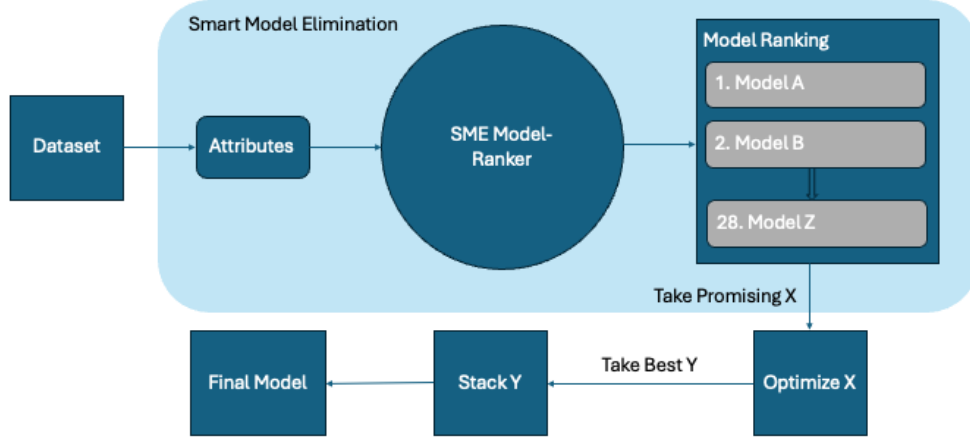 Smart Model Elimination
Dataset
Attributes
SME Model-
Ranker
Model Ranking
1. Model A
2. Model B
28. Model Z
Take Promising X
Optimize X
Take Best Y
Stack Y
Final Model